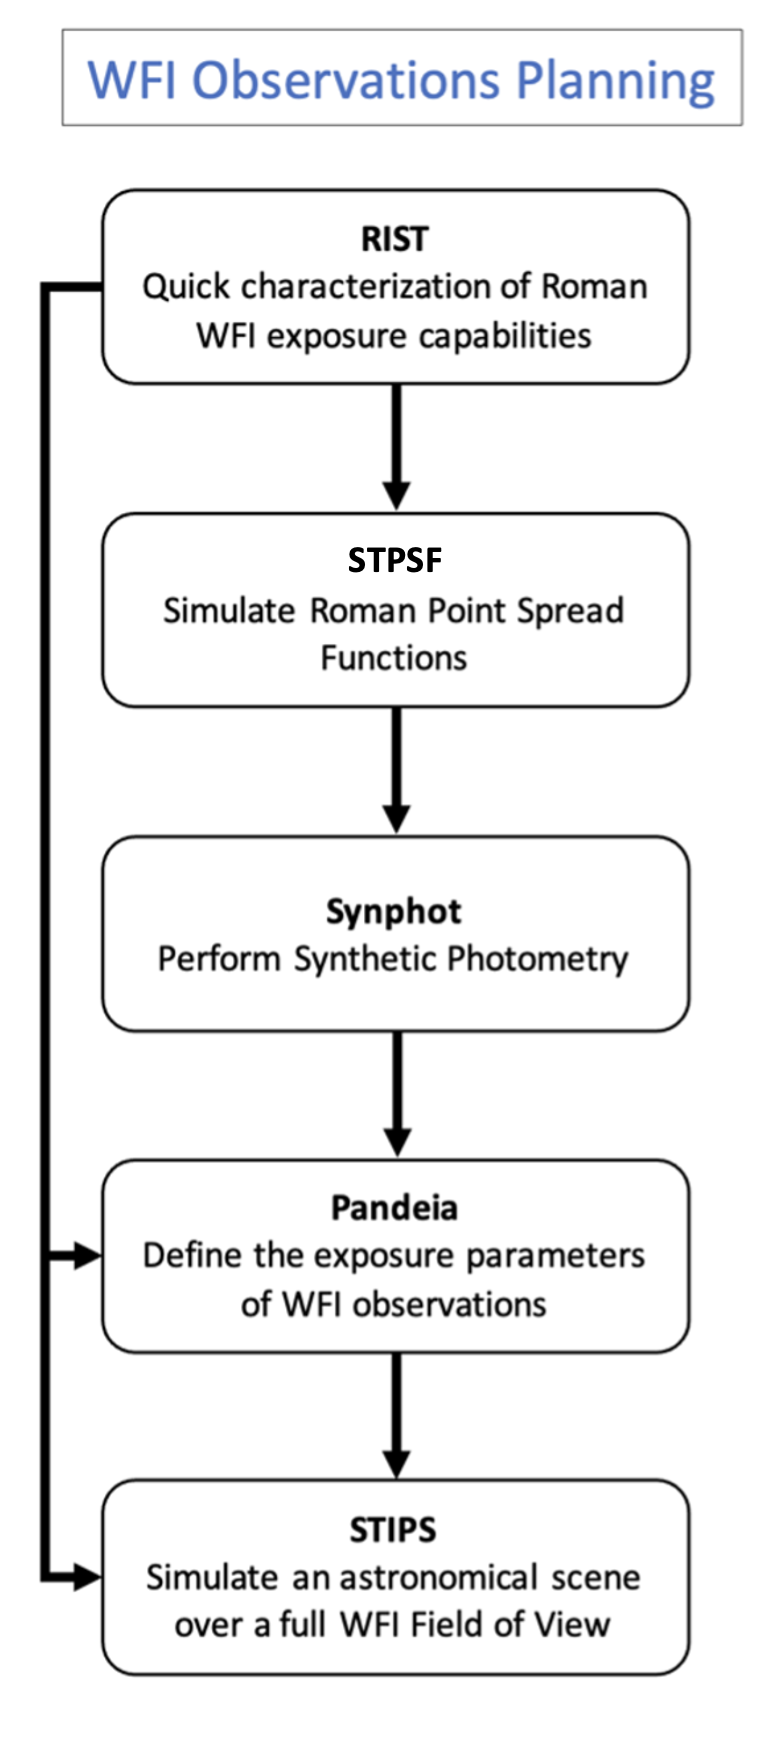 WFI Observations Planning
RIST
Quick characterization of Roman
WFI exposure capabilities
STPSF
Simulate Roman Point Spread
Functions
Synphot
Perform Synthetic Photometry
Pandeia
Define the exposure parameters
of WFI observations
STIPS
Simulate an astronomical scene
over a full WFI Field of View